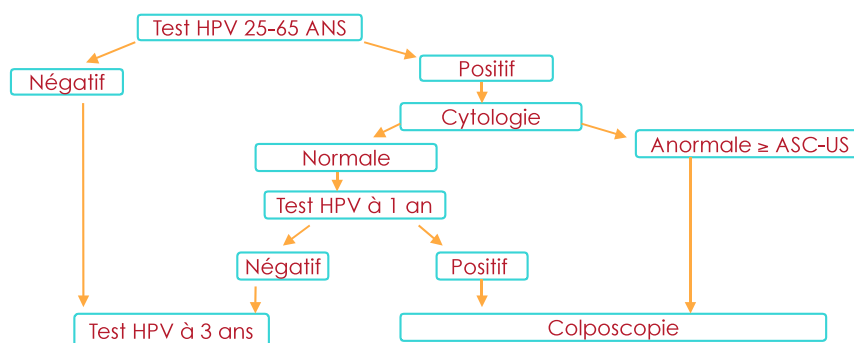 Test HPV 25-65 ANS
Négatif
Positif
Cytologie
Normale
Anormale ≥ ASC-US
Test HPV à 1 an
Négatif
Positif
Test HPV à 3 ans
Colposcopie